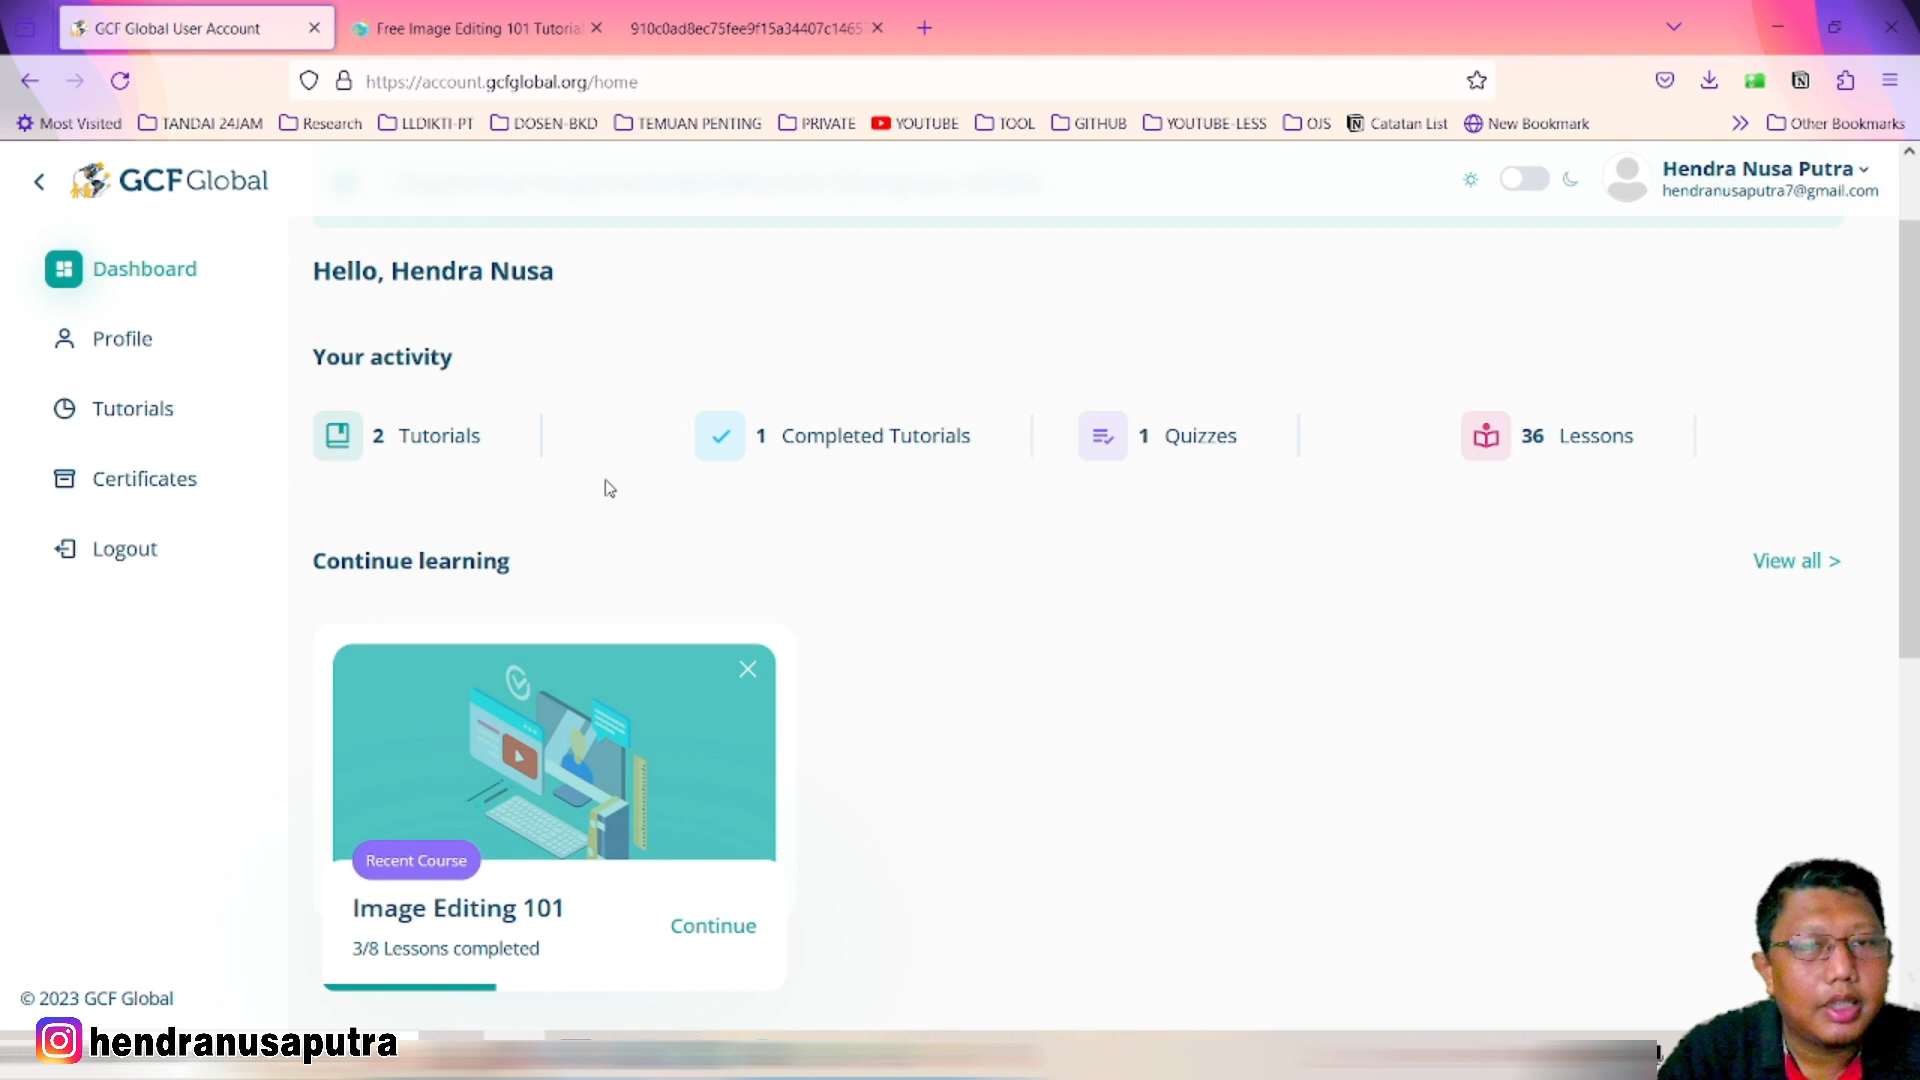 GCF Global User Account
Free Image Editing 101 Tutorial
910c0ad8ec75fee9f15a34407c1465
https://account.gcfglobal.org/home
Most Visited
TANDAI 24JAM
Research
LLDIKTI-PT
DOSEN-BKD
TEMUAN PENTING
PRIVATE
YOUTUBE
TOOL
GITHUB
YOUTUBE-LESS
OJS
Catatan List
New Bookmark
Other Bookmarks
GCFGlobal
Hendra Nusa Putra
hendranusaputra7@gmail.com
Dashboard
Profile
Tutorials
Certificates
Logout
Hello, Hendra Nusa
Your activity
2 Tutorials
1 Completed Tutorials
1 Quizzes
36 Lessons
Continue learning
View all >
Recent Course
Image Editing 101
3/8 Lessons completed
Continue
© 2023 GCF Global
hendranusaputra